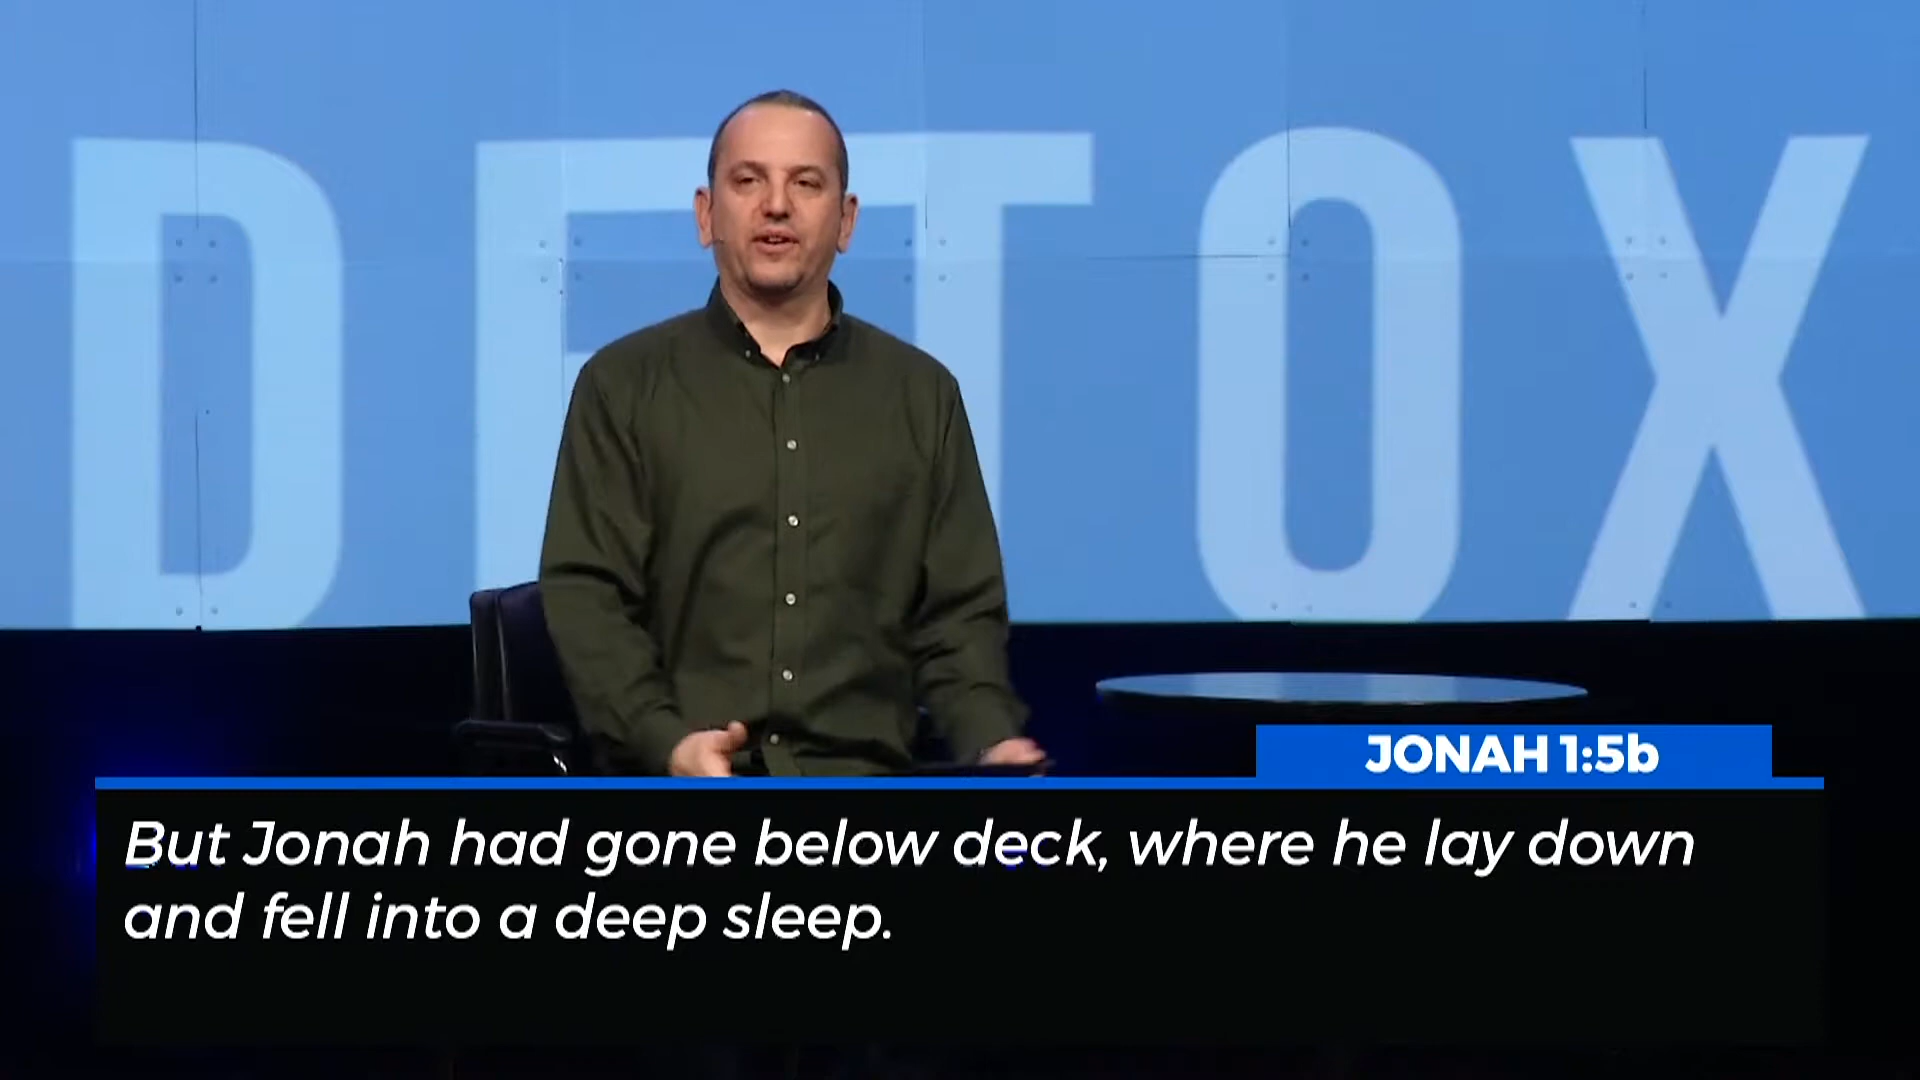 DETOX
JONAH 1:5b
But Jonah had gone below deck, where he lay down
and fell into a deep sleep.